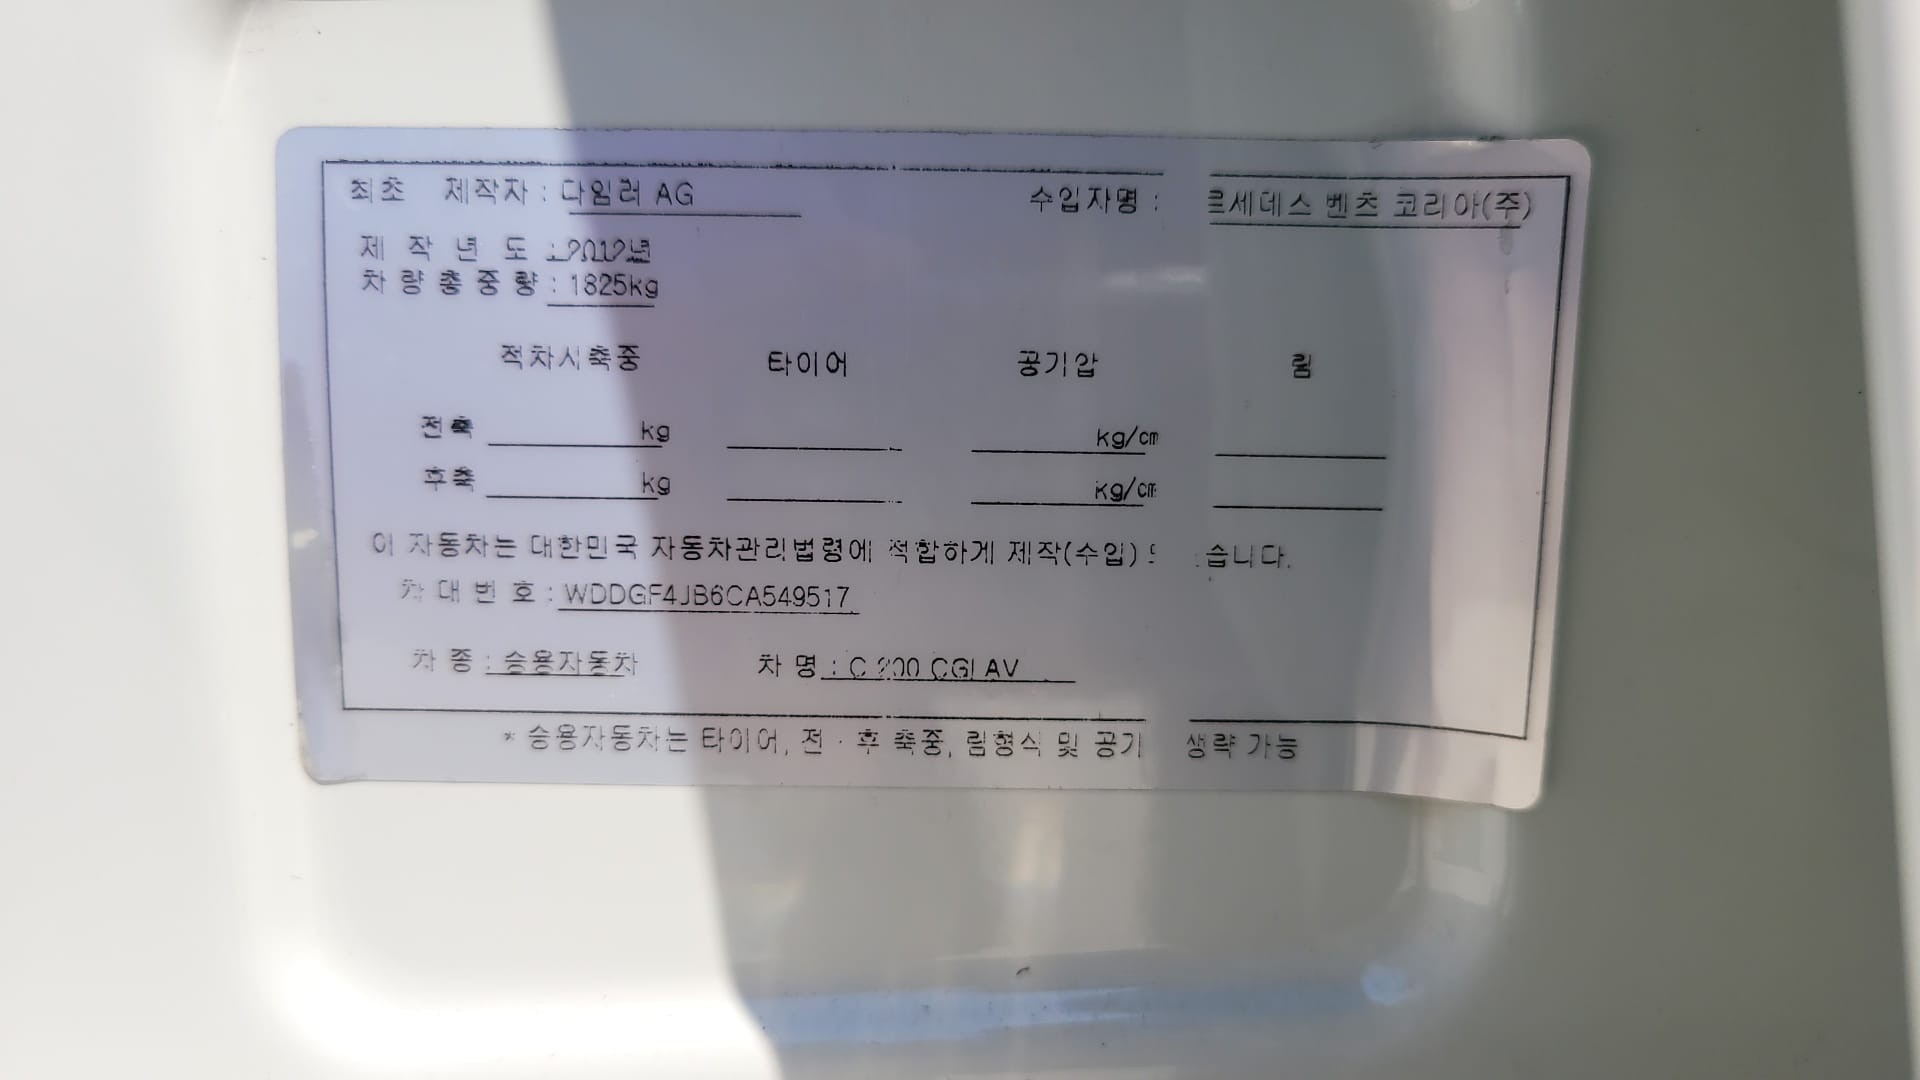 최초 제작자 : 다임러 AG 수입자명 : 르세데스 벤츠 코리아(주)
제 작 년 도 : 2012년
차 량 총 중 량 : 1825kg
적차시축중 타이어 공기압 림
전축 kg kg/cm
후축 kg kg/cm
이 자동차는 대한민국 자동차관리법령에 적합하게 제작(수입) 습니다.
차 대 번 호 : WDDGF4JB6CA549517
차 종 : 승용자동차 차 명 : C 200 CGI AV
* 승용자동차는 타이어, 전 · 후 축중, 림형식 및 공기 생략 가능